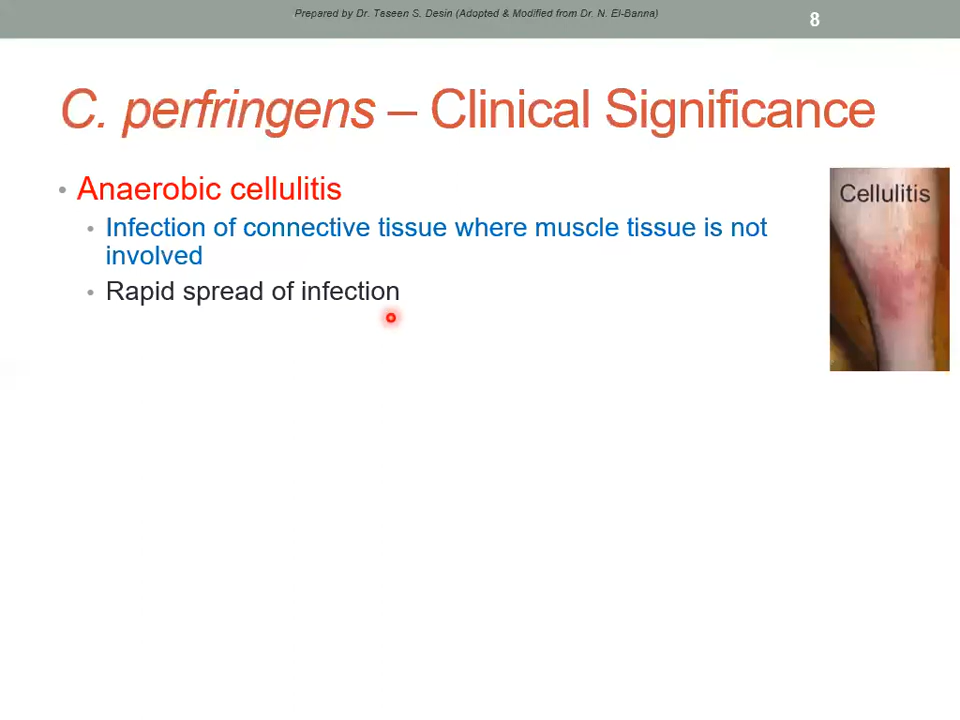 Prepared by Dr. Taseen S. Desin (Adopted & Modified from Dr. N. El-Banna)
8
C. perfringens – Clinical Significance
• Anaerobic cellulitis
• Infection of connective tissue where muscle tissue is not
involved
• Rapid spread of infection
Cellulitis